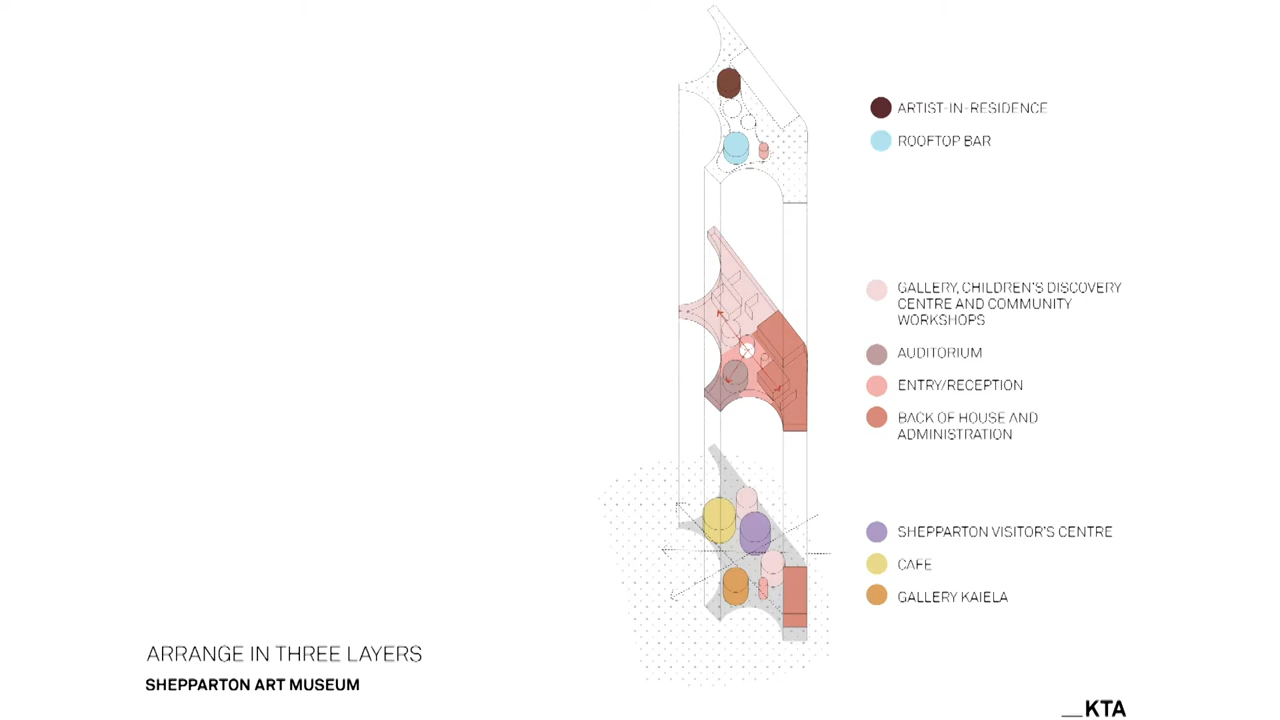 ARTIST-IN-RESIDENCE
ROOFTOP BAR
GALLERY, CHILDREN'S DISCOVERY
CENTRE AND COMMUNITY
WORKSHOPS
AUDITORIUM
ENTRY/RECEPTION
BACK OF HOUSE AND
ADMINISTRATION
SHEPPARTON VISITOR'S CENTRE
CAFE
GALLERY KAIELA
ARRANGE IN THREE LAYERS
SHEPPARTON ART MUSEUM
__KTA